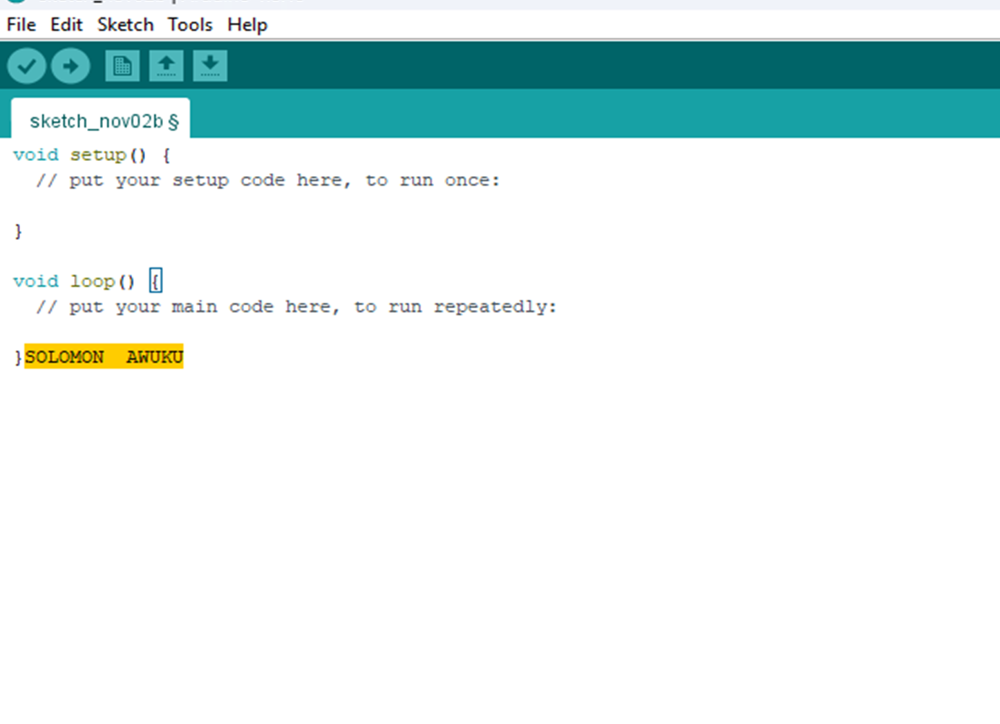 File Edit Sketch Tools Help
sketch_nov02b §
void setup() {
  // put your setup code here, to run once:
}
void loop() {
  // put your main code here, to run repeatedly:
}SOLOMON  AWUKU